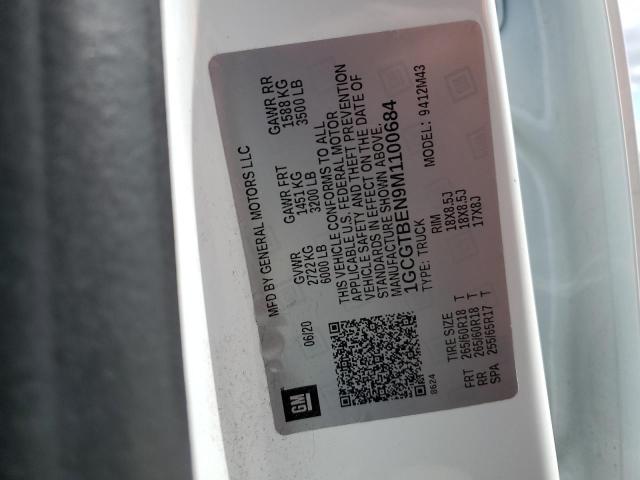 GM
MFD BY GENERAL MOTORS LLC
06/20
GVWR GAWR FRT GAWR RR
2722 KG 1451 KG 1588 KG
6000 LB 3200 LB 3500 LB
THIS VEHICLE CONFORMS TO ALL
APPLICABLE U.S. FEDERAL MOTOR
VEHICLE SAFETY AND THEFT PREVENTION
STANDARDS IN EFFECT ON THE DATE OF
MANUFACTURE SHOWN ABOVE.
1GCGTBEN9M1100684
TYPE: TRUCK MODEL: 9412M43
8624
TIRE SIZE RIM
FRT 265/60R18 T 18X8.5J
RR 265/60R18 T 18X8.5J
SPA 255/65R17 T 17X8J